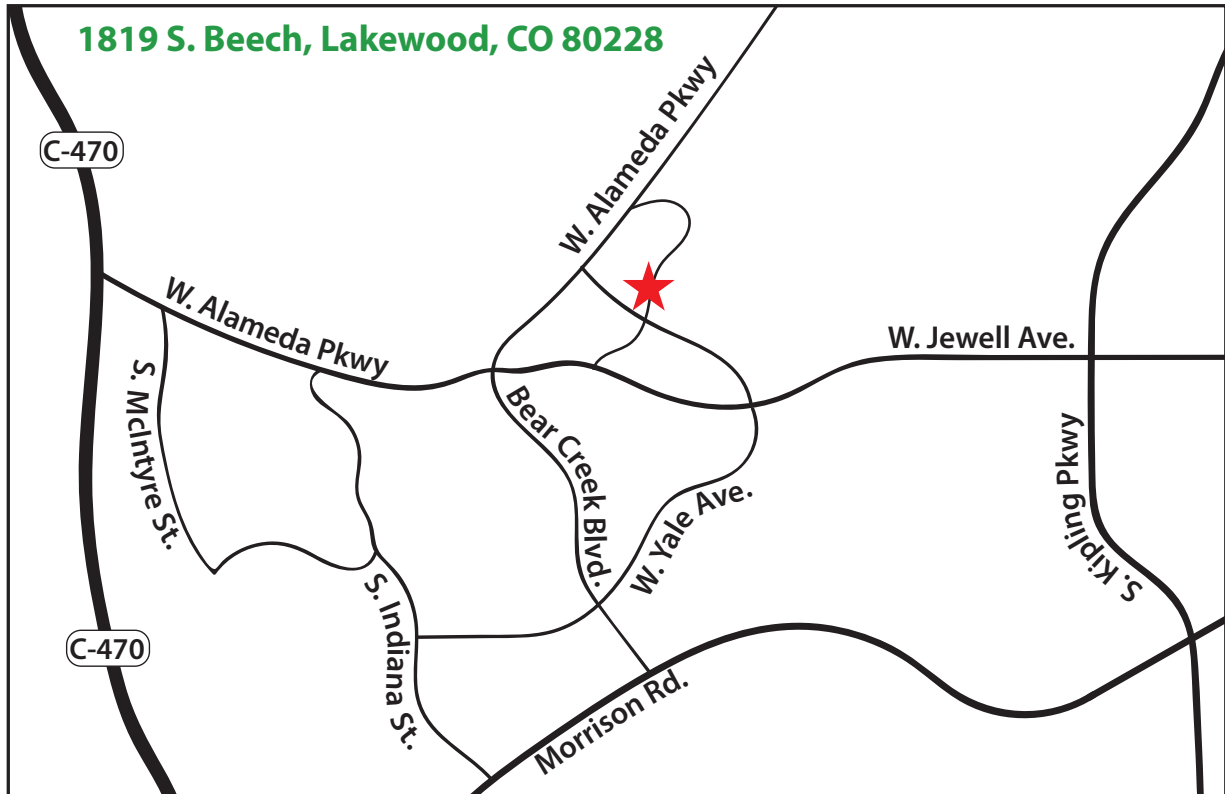 1819 S. Beech, Lakewood, CO 80228
W. Alameda Pkwy
C-470
W. Alameda Pkwy
W. Jewell Ave.
S. McIntyre St.
Bear Creek Blvd.
S. Kipling Pkwy
W. Yale Ave.
S. Indiana St.
C-470
Morrison Rd.